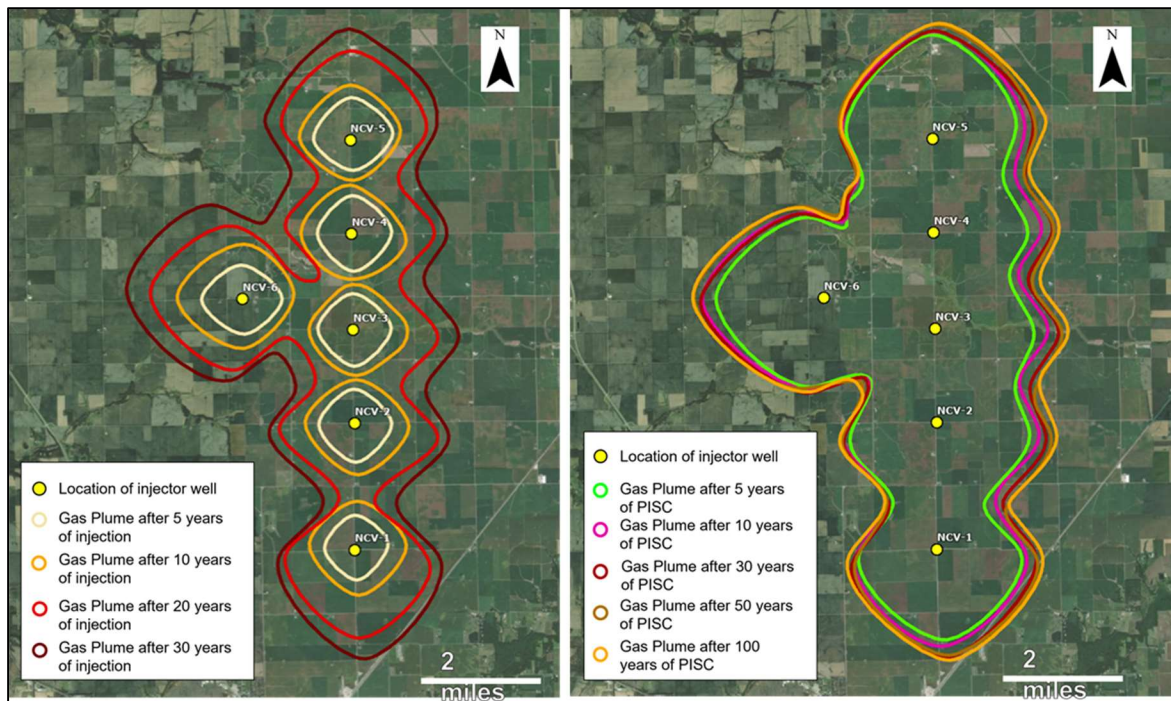 N
NCV-5
NCV-4
NCV-6
NCV-3
NCV-2
NCV-1
Location of injector well
Gas Plume after 5 years
of injection
Gas Plume after 10 years
of injection
Gas Plume after 20 years
of injection
Gas Plume after 30 years
of injection
2
miles
N
NCV-5
NCV-4
NCV-6
NCV-3
NCV-2
NCV-1
Location of injector well
Gas Plume after 5 years
of PISC
Gas Plume after 10 years
of PISC
Gas Plume after 30 years
of PISC
Gas Plume after 50 years
of PISC
Gas Plume after 100
years of PISC
2
miles